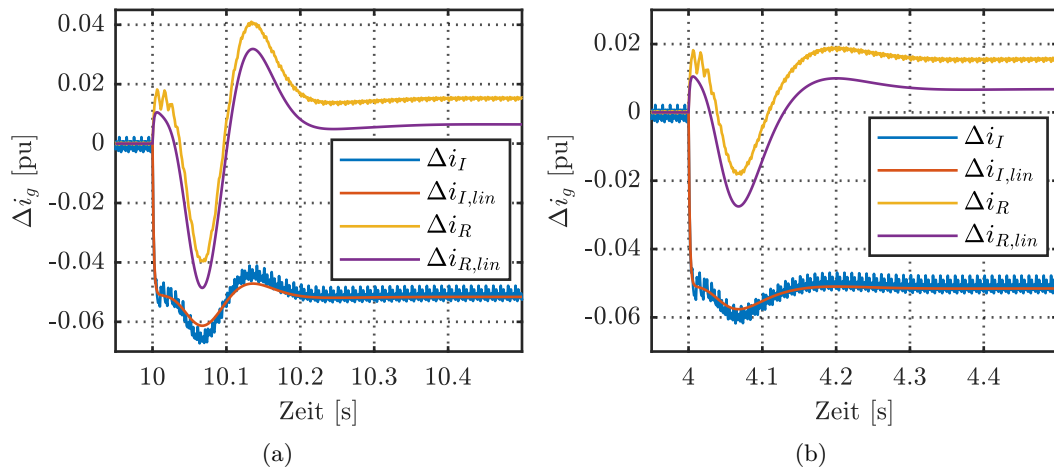 0.04
0.02
0
-0.02
-0.04
-0.06
Δi_g [pu]
10
10.1
10.2
10.3
10.4
Zeit [s]
Δi_I
Δi_{I,lin}
Δi_R
Δi_{R,lin}
(a)
0.02
0
-0.02
-0.04
-0.06
Δi_g [pu]
4
4.1
4.2
4.3
4.4
Zeit [s]
Δi_I
Δi_{I,lin}
Δi_R
Δi_{R,lin}
(b)